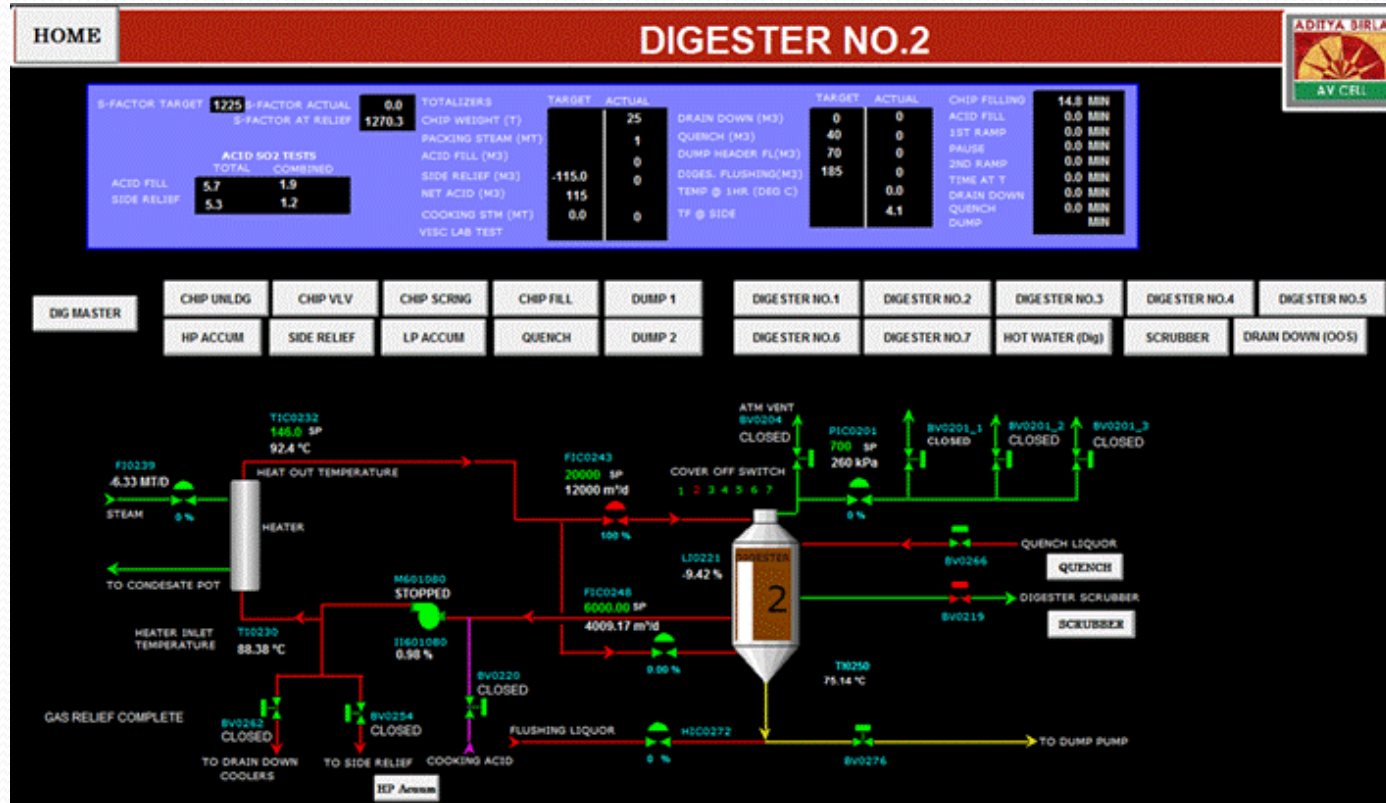 HOME
DIGESTER NO.2
ADITYA BIRLA
AV CELL
S-FACTOR TARGET 1225 S-FACTOR ACTUAL 0.0
S-FACTOR AT RELIEF 1270.3
ACID SO2 TESTS
TOTAL COMBINED
ACID FILL 5.7 1.9
SIDE RELIEF 5.3 1.2
TOTALIZERS TARGET ACTUAL
CHIP WEIGHT (T) 25
PACKING STEAM (MT) 1
ACID FILL (M3) 0
SIDE RELIEF (M3) -115.0 0
NET ACID (M3) 115
COOKING STM (MT) 0.0 0
VISC LAB TEST
TARGET ACTUAL
DRAIN DOWN (M3) 0 0
QUENCH (M3) 40 0
DUMP HEADER FL(M3) 70 0
DIGES. FLUSHING(M3) 185 0
TEMP @ 1HR (DEG C) 0.0
TF @ SIDE 4.1
CHIP FILLING 14.8 MIN
ACID FILL 0.0 MIN
1ST RAMP 0.0 MIN
PAUSE 0.0 MIN
2ND RAMP 0.0 MIN
TIME AT T 0.0 MIN
DRAIN DOWN 0.0 MIN
QUENCH 0.0 MIN
DUMP MIN
DIG MASTER
CHIP UNLDG CHIP VLV CHIP SCRNG CHIP FILL DUMP 1 DIGESTER NO.1 DIGESTER NO.2 DIGESTER NO.3 DIGESTER NO.4 DIGESTER NO.5
HP ACCUM SIDE RELIEF LP ACCUM QUENCH DUMP 2 DIGESTER NO.6 DIGESTER NO.7 HOT WATER (Dig) SCRUBBER DRAIN DOWN (OOS)
TIC0232
146.0 SP
92.4 °C
HEAT OUT TEMPERATURE
FI0239
-6.33 MT/D
STEAM
0 %
HEATER
TO CONDESATE POT
HEATER INLET
TEMPERATURE
TI0230
88.38 °C
M601080
STOPPED
II601080
0.98 %
FIC0243
20000 SP
12000 m³/d
100 %
FIC0248
6000.00 SP
4009.17 m³/d
0.00 %
COVER OFF SWITCH
1 2 3 4 5 6 7
ATM VENT
BV0204
CLOSED
PIC0201
700 SP
260 kPa
0 %
BV0201_1
CLOSED
BV0201_2
CLOSED
BV0201_3
CLOSED
LI0221
-9.42 %
DIGESTER
2
QUENCH LIQUOR
BV0266
QUENCH
DIGESTER SCRUBBER
BV0219
SCRUBBER
TI0250
75.14 °C
GAS RELIEF COMPLETE
BV0262
CLOSED
TO DRAIN DOWN
COOLERS
BV0254
CLOSED
TO SIDE RELIEF
HP Accum
BV0220
CLOSED
COOKING ACID
FLUSHING LIQUOR
HIC0272
0 %
BV0276
TO DUMP PUMP